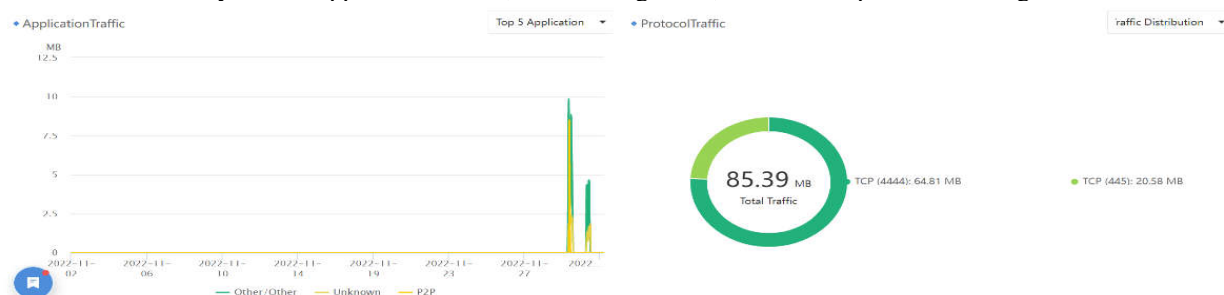 ApplicationTraffic
Top 5 Application
MB
12.5
10
7.5
5
2.5
0
2022-11-02
2022-11-06
2022-11-10
2022-11-14
2022-11-19
2022-11-23
2022-11-27
2022
Other/Other
Unknown
P2P
ProtocolTraffic
raffic Distribution
85.39 MB
Total Traffic
TCP (4444): 64.81 MB
TCP (445): 20.58 MB